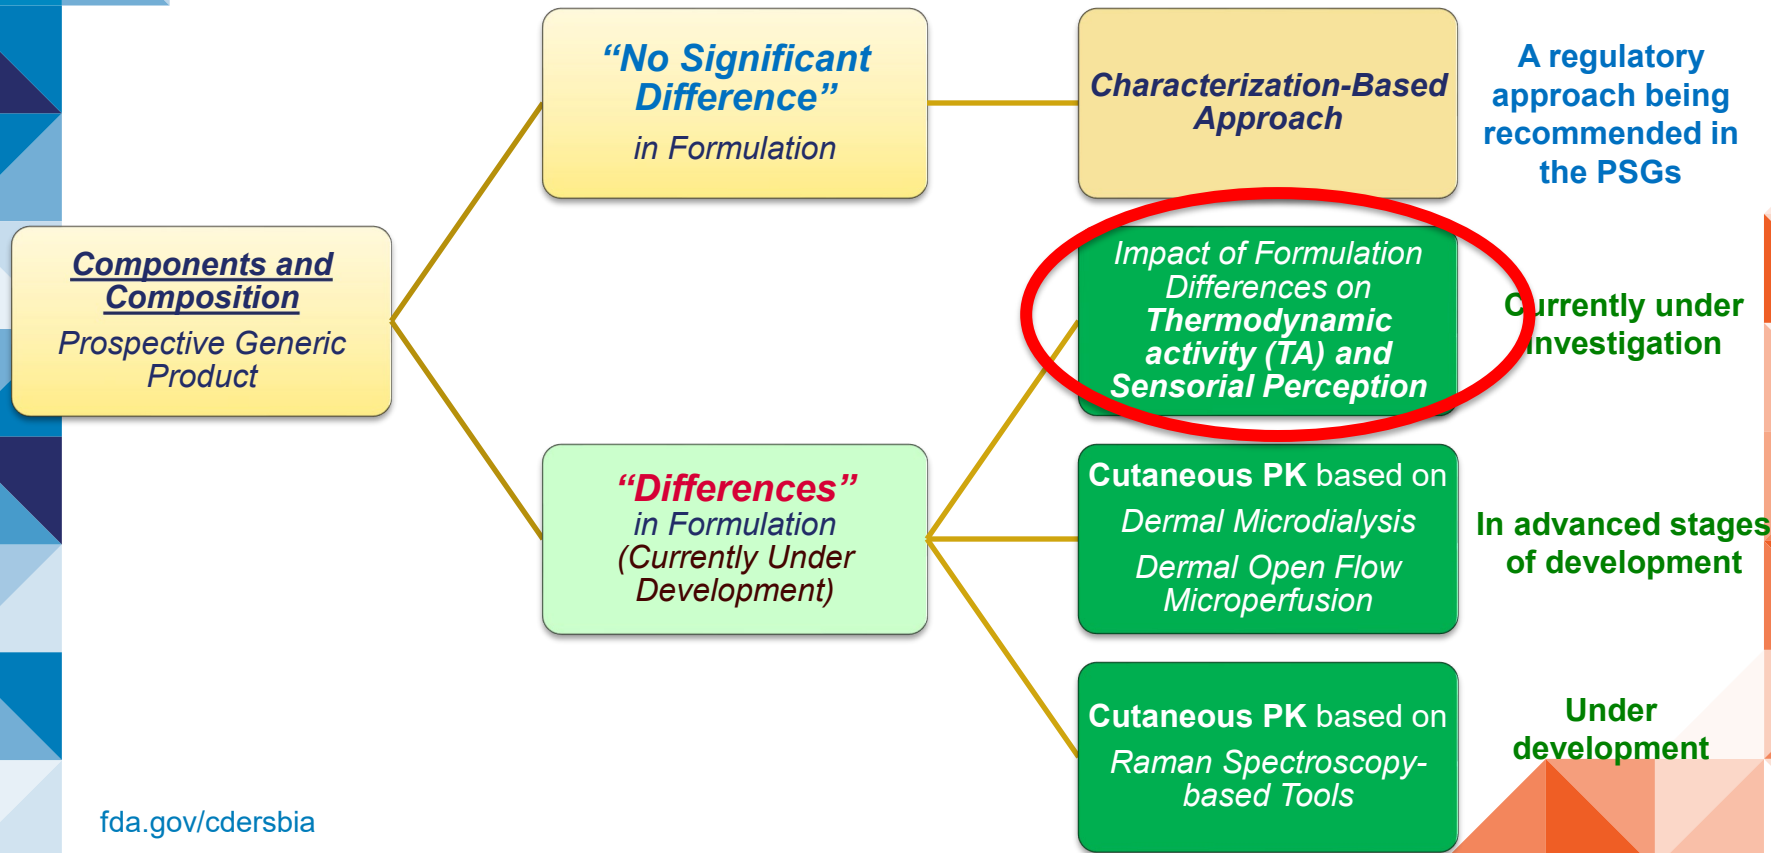 Components and
Composition
Prospective Generic
Product
“No Significant
Difference”
in Formulation
Characterization-Based
Approach
A regulatory
approach being
recommended in
the PSGs
“Differences”
in Formulation
(Currently Under
Development)
Impact of Formulation
Differences on
Thermodynamic
activity (TA) and
Sensorial Perception
Currently under
investigation
Cutaneous PK based on
Dermal Microdialysis
Dermal Open Flow
Microperfusion
In advanced stages
of development
Cutaneous PK based on
Raman Spectroscopy-
based Tools
Under
development
fda.gov/cdersbia